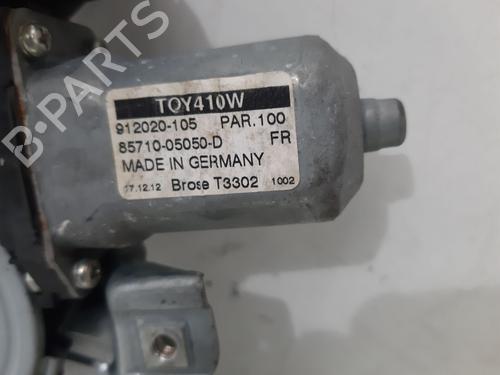 TOY410W
912020-105 PAR.100
85710-05050-D FR
MADE IN GERMANY
17.12.12 Brose T3302 1002
B-Parts